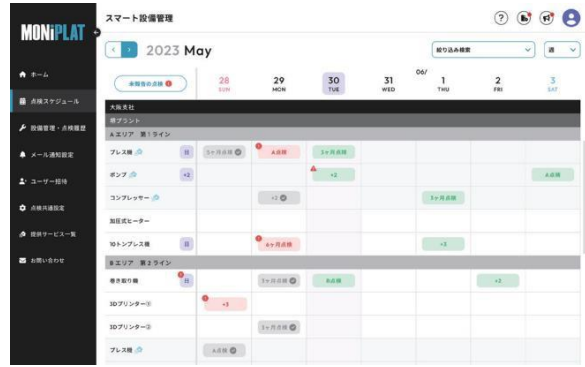 MONiPLAT
スマート設備管理
2023 May
絞り込み検索
週
ホーム
点検スケジュール
設備管理・点検履歴
メール通知設定
ユーザー招待
点検共通設定
提供サービス一覧
お問い合わせ
未報告の点検
28 SUN
29 MON
30 TUE
31 WED
06/ 1 THU
2 FRI
3 SAT
大阪支社
堺プラント
Aエリア 第1ライン
プレス機 日 3ヶ月点検 A点検 3ヶ月点検
ポンプ +2 +2 A点検
コンプレッサー +2 3ヶ月点検
加圧式ヒーター
10トンプレス機 日 6ヶ月点検 +3
Bエリア 第2ライン
巻き取り機 日 3ヶ月点検 B点検 +2
3Dプリンター① +3
3Dプリンター② 3ヶ月点検
プレス機 A点検